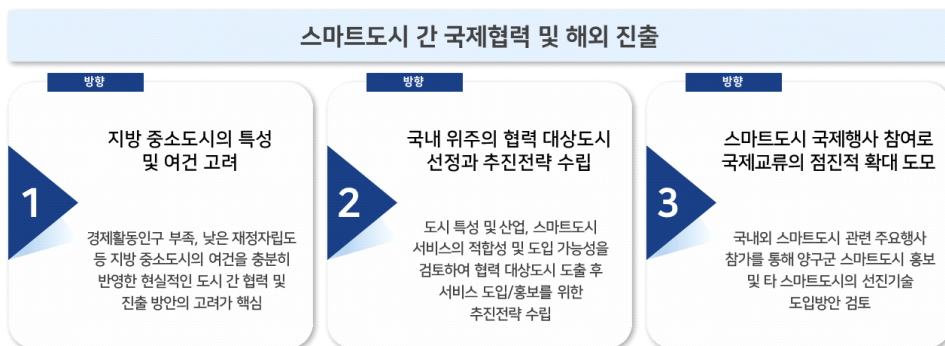 스마트도시 간 국제협력 및 해외 진출
방향
1
지방 중소도시의 특성
및 여건 고려
경제활동인구 부족, 낮은 재정자립도
등 지방 중소도시의 여건을 충분히
반영한 현실적인 도시 간 협력 및
진출 방안의 고려가 핵심
방향
2
국내 위주의 협력 대상도시
선정과 추진전략 수립
도시 특성 및 산업, 스마트도시
서비스의 적합성 및 도입 가능성을
검토하여 협력 대상도시 도출 후
서비스 도입/홍보를 위한
추진전략 수립
방향
3
스마트도시 국제행사 참여로
국제교류의 점진적 확대 도모
국내외 스마트도시 관련 주요행사
참가를 통해 양구군 스마트도시 홍보
및 타 스마트도시의 선진기술
도입방안 검토